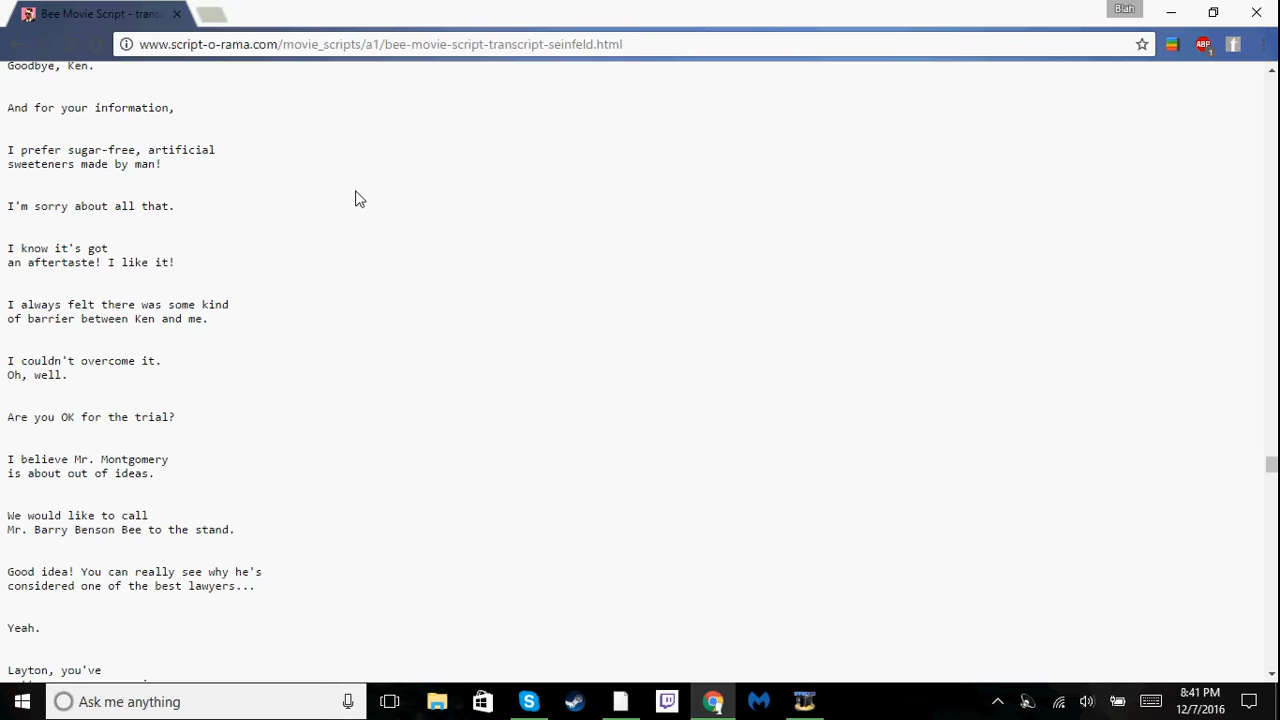 Bee Movie Script - transc
Blah
www.script-o-rama.com/movie_scripts/a1/bee-movie-script-transcript-seinfeld.html
ABP
1
Goodbye, Ken.
And for your information,
I prefer sugar-free, artificial
sweeteners made by man!
I'm sorry about all that.
I know it's got
an aftertaste! I like it!
I always felt there was some kind
of barrier between Ken and me.
I couldn't overcome it.
Oh, well.
Are you OK for the trial?
I believe Mr. Montgomery
is about out of ideas.
We would like to call
Mr. Barry Benson Bee to the stand.
Good idea! You can really see why he's
considered one of the best lawyers...
Yeah.
Layton, you've
Ask me anything
8:41 PM
12/7/2016